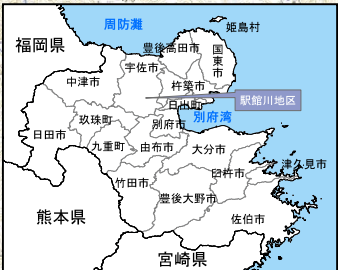 周防灘
姫島村
福岡県
豊後高田市
国東市
宇佐市
中津市
杵築市
駅館川地区
日出町
玖珠町
別府市
別府湾
日田市
九重町
由布市
大分市
津久見市
臼杵市
竹田市
豊後大野市
熊本県
佐伯市
宮崎県